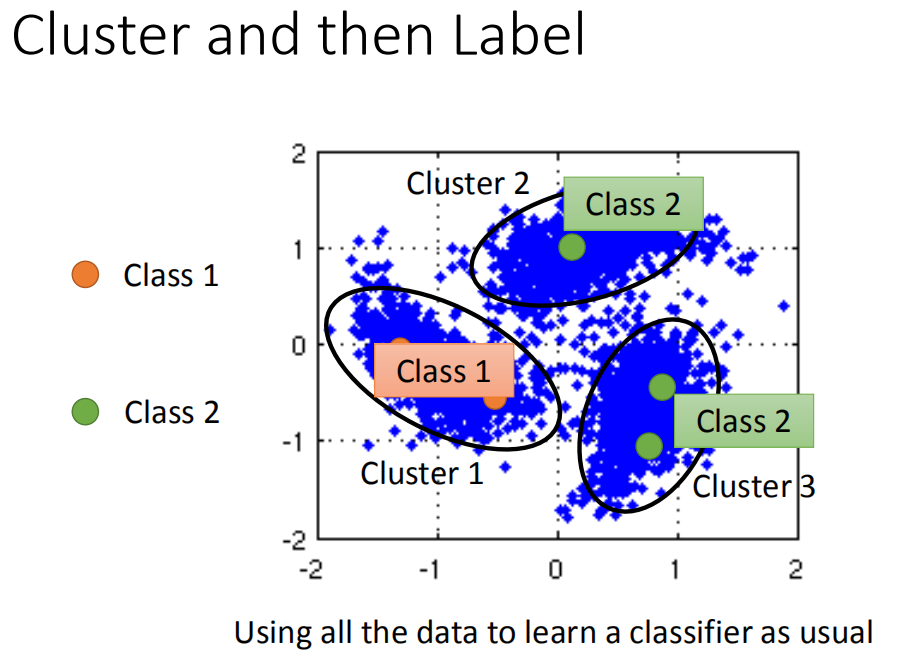 Cluster and then Label
2
Cluster 2
Class 2
1
Class 1
0
Class 1
Class 2
Class 2
-1
Cluster 1
Cluster 3
-2
-2
-1
0
1
2
Using all the data to learn a classifier as usual